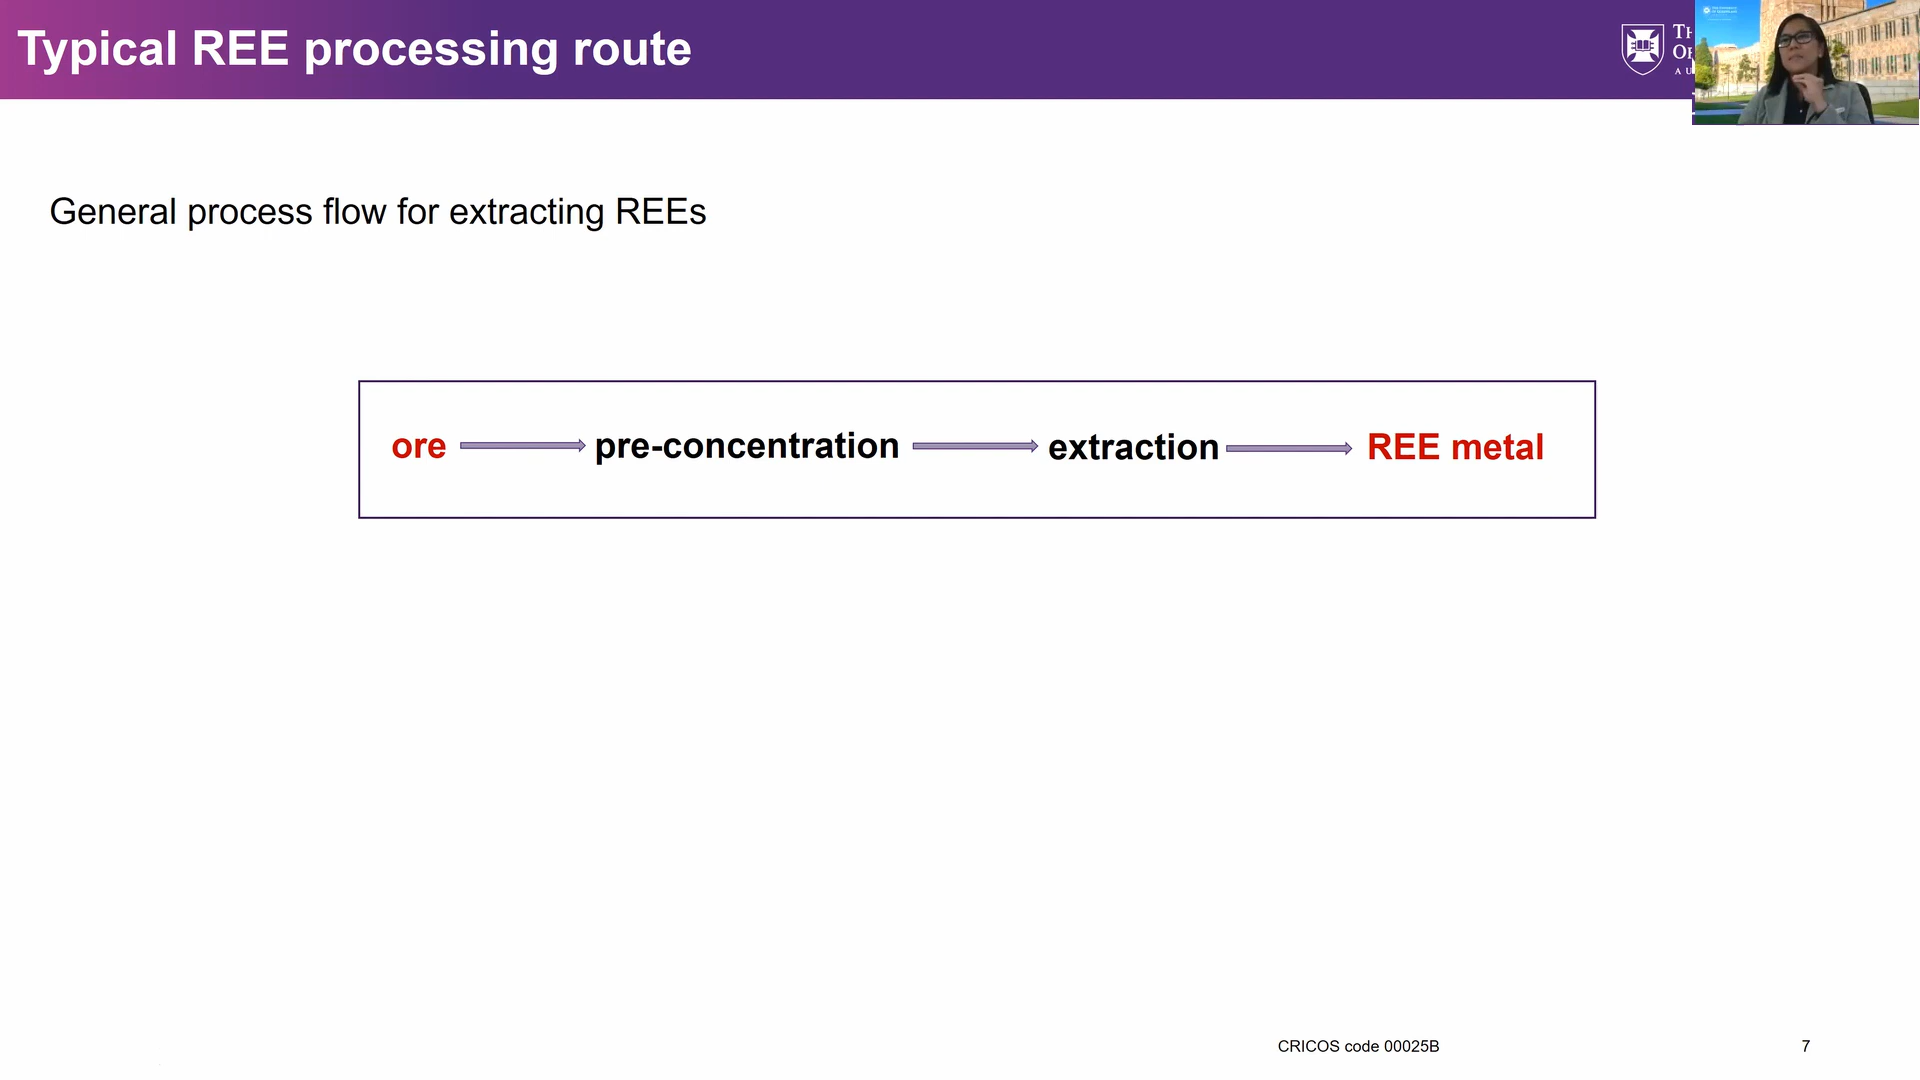 Typical REE processing route
General process flow for extracting REEs
ore pre-concentration extraction REE metal
CRICOS code 00025B
7